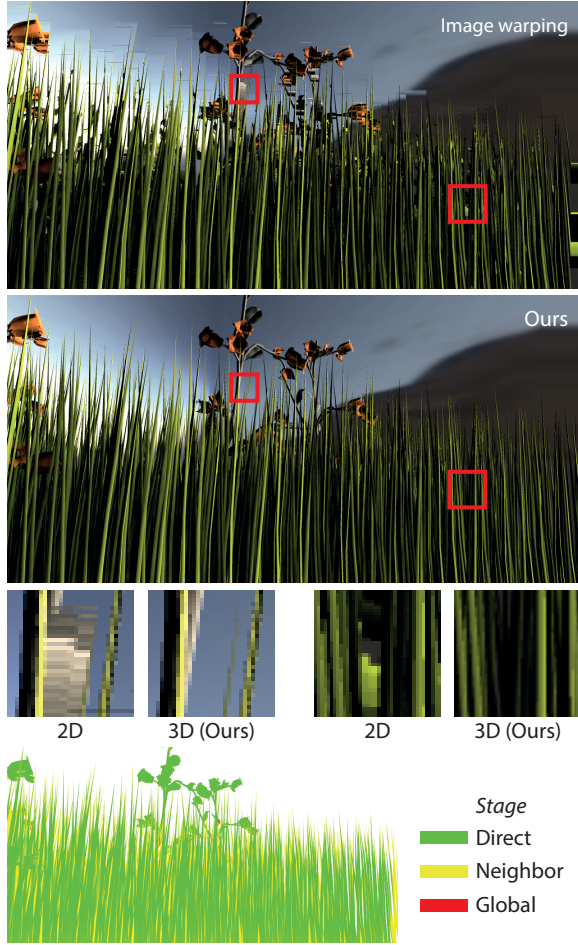 Image warping
Ours
2D
3D (Ours)
2D
3D (Ours)
Stage
Direct
Neighbor
Global